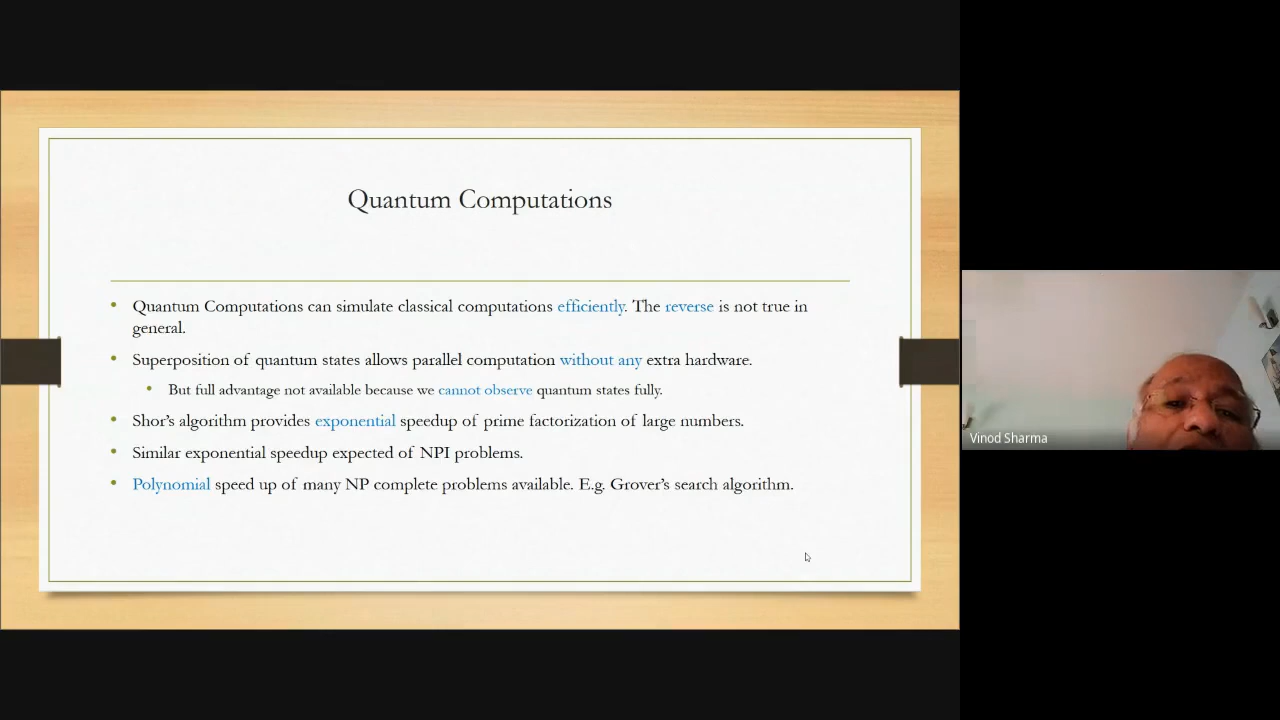 Quantum Computations
• Quantum Computations can simulate classical computations efficiently. The reverse is not true in
general.
• Superposition of quantum states allows parallel computation without any extra hardware.
• But full advantage not available because we cannot observe quantum states fully.
• Shor's algorithm provides exponential speedup of prime factorization of large numbers.
• Similar exponential speedup expected of NPI problems.
• Polynomial speed up of many NP complete problems available. E.g. Grover's search algorithm.
Vinod Sharma